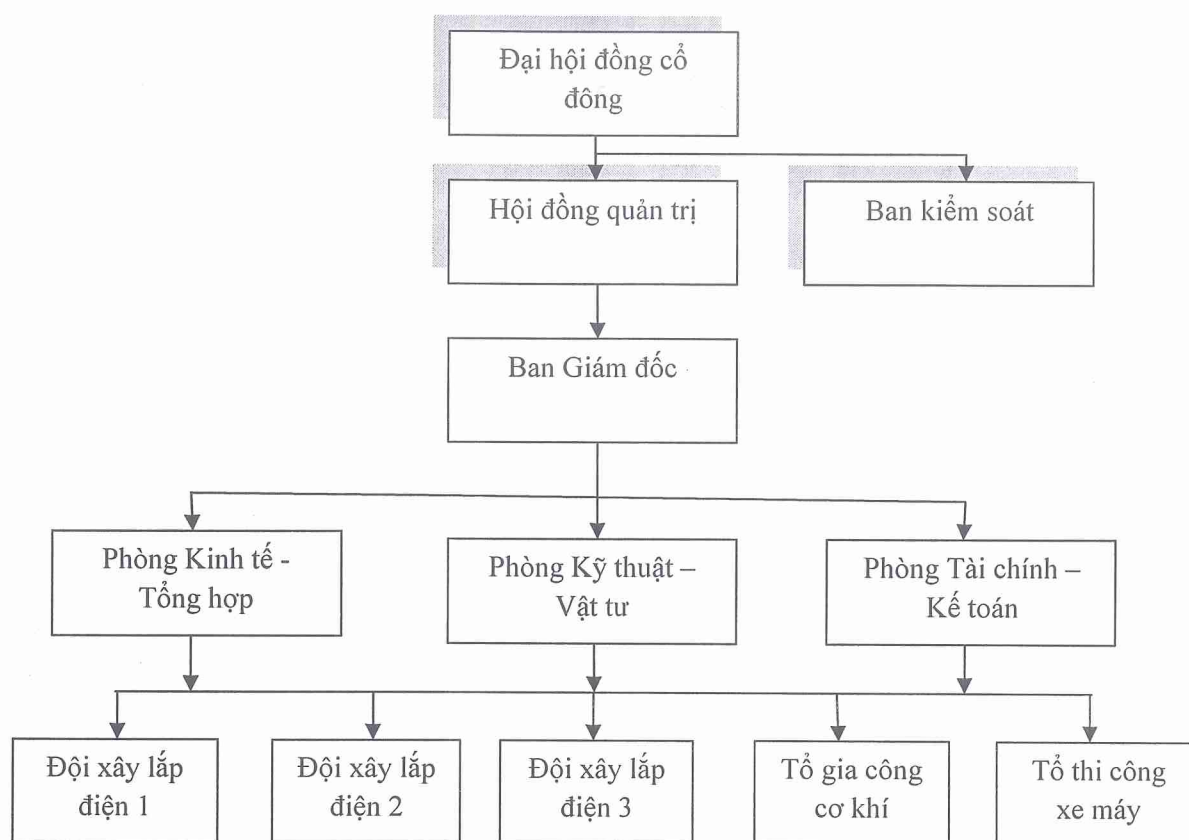 Đại hội đồng cổ
đông
Hội đồng quản trị
Ban kiểm soát
Ban Giám đốc
Phòng Kinh tế -
Tổng hợp
Phòng Kỹ thuật –
Vật tư
Phòng Tài chính –
Kế toán
Đội xây lắp
điện 1
Đội xây lắp
điện 2
Đội xây lắp
điện 3
Tổ gia công
cơ khí
Tổ thi công
xe máy